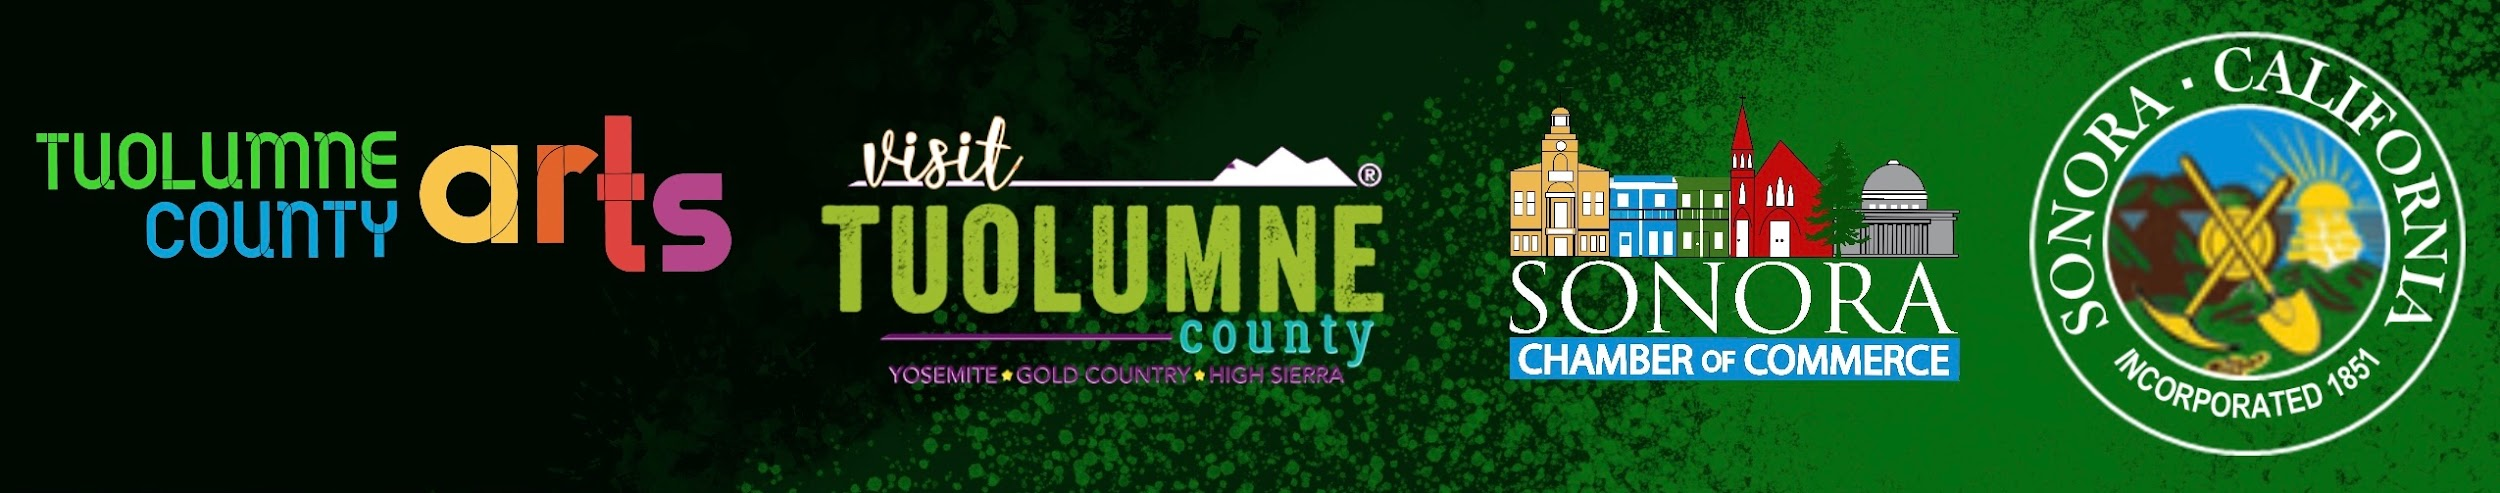 TUOLUMNE
COUNTY
arts
visit
®
TUOLUMNE
county
YOSEMITE ★ GOLD COUNTRY ★ HIGH SIERRA
SONORA
CHAMBER OF COMMERCE
SONORA · CALIFORNIA
INCORPORATED 1851